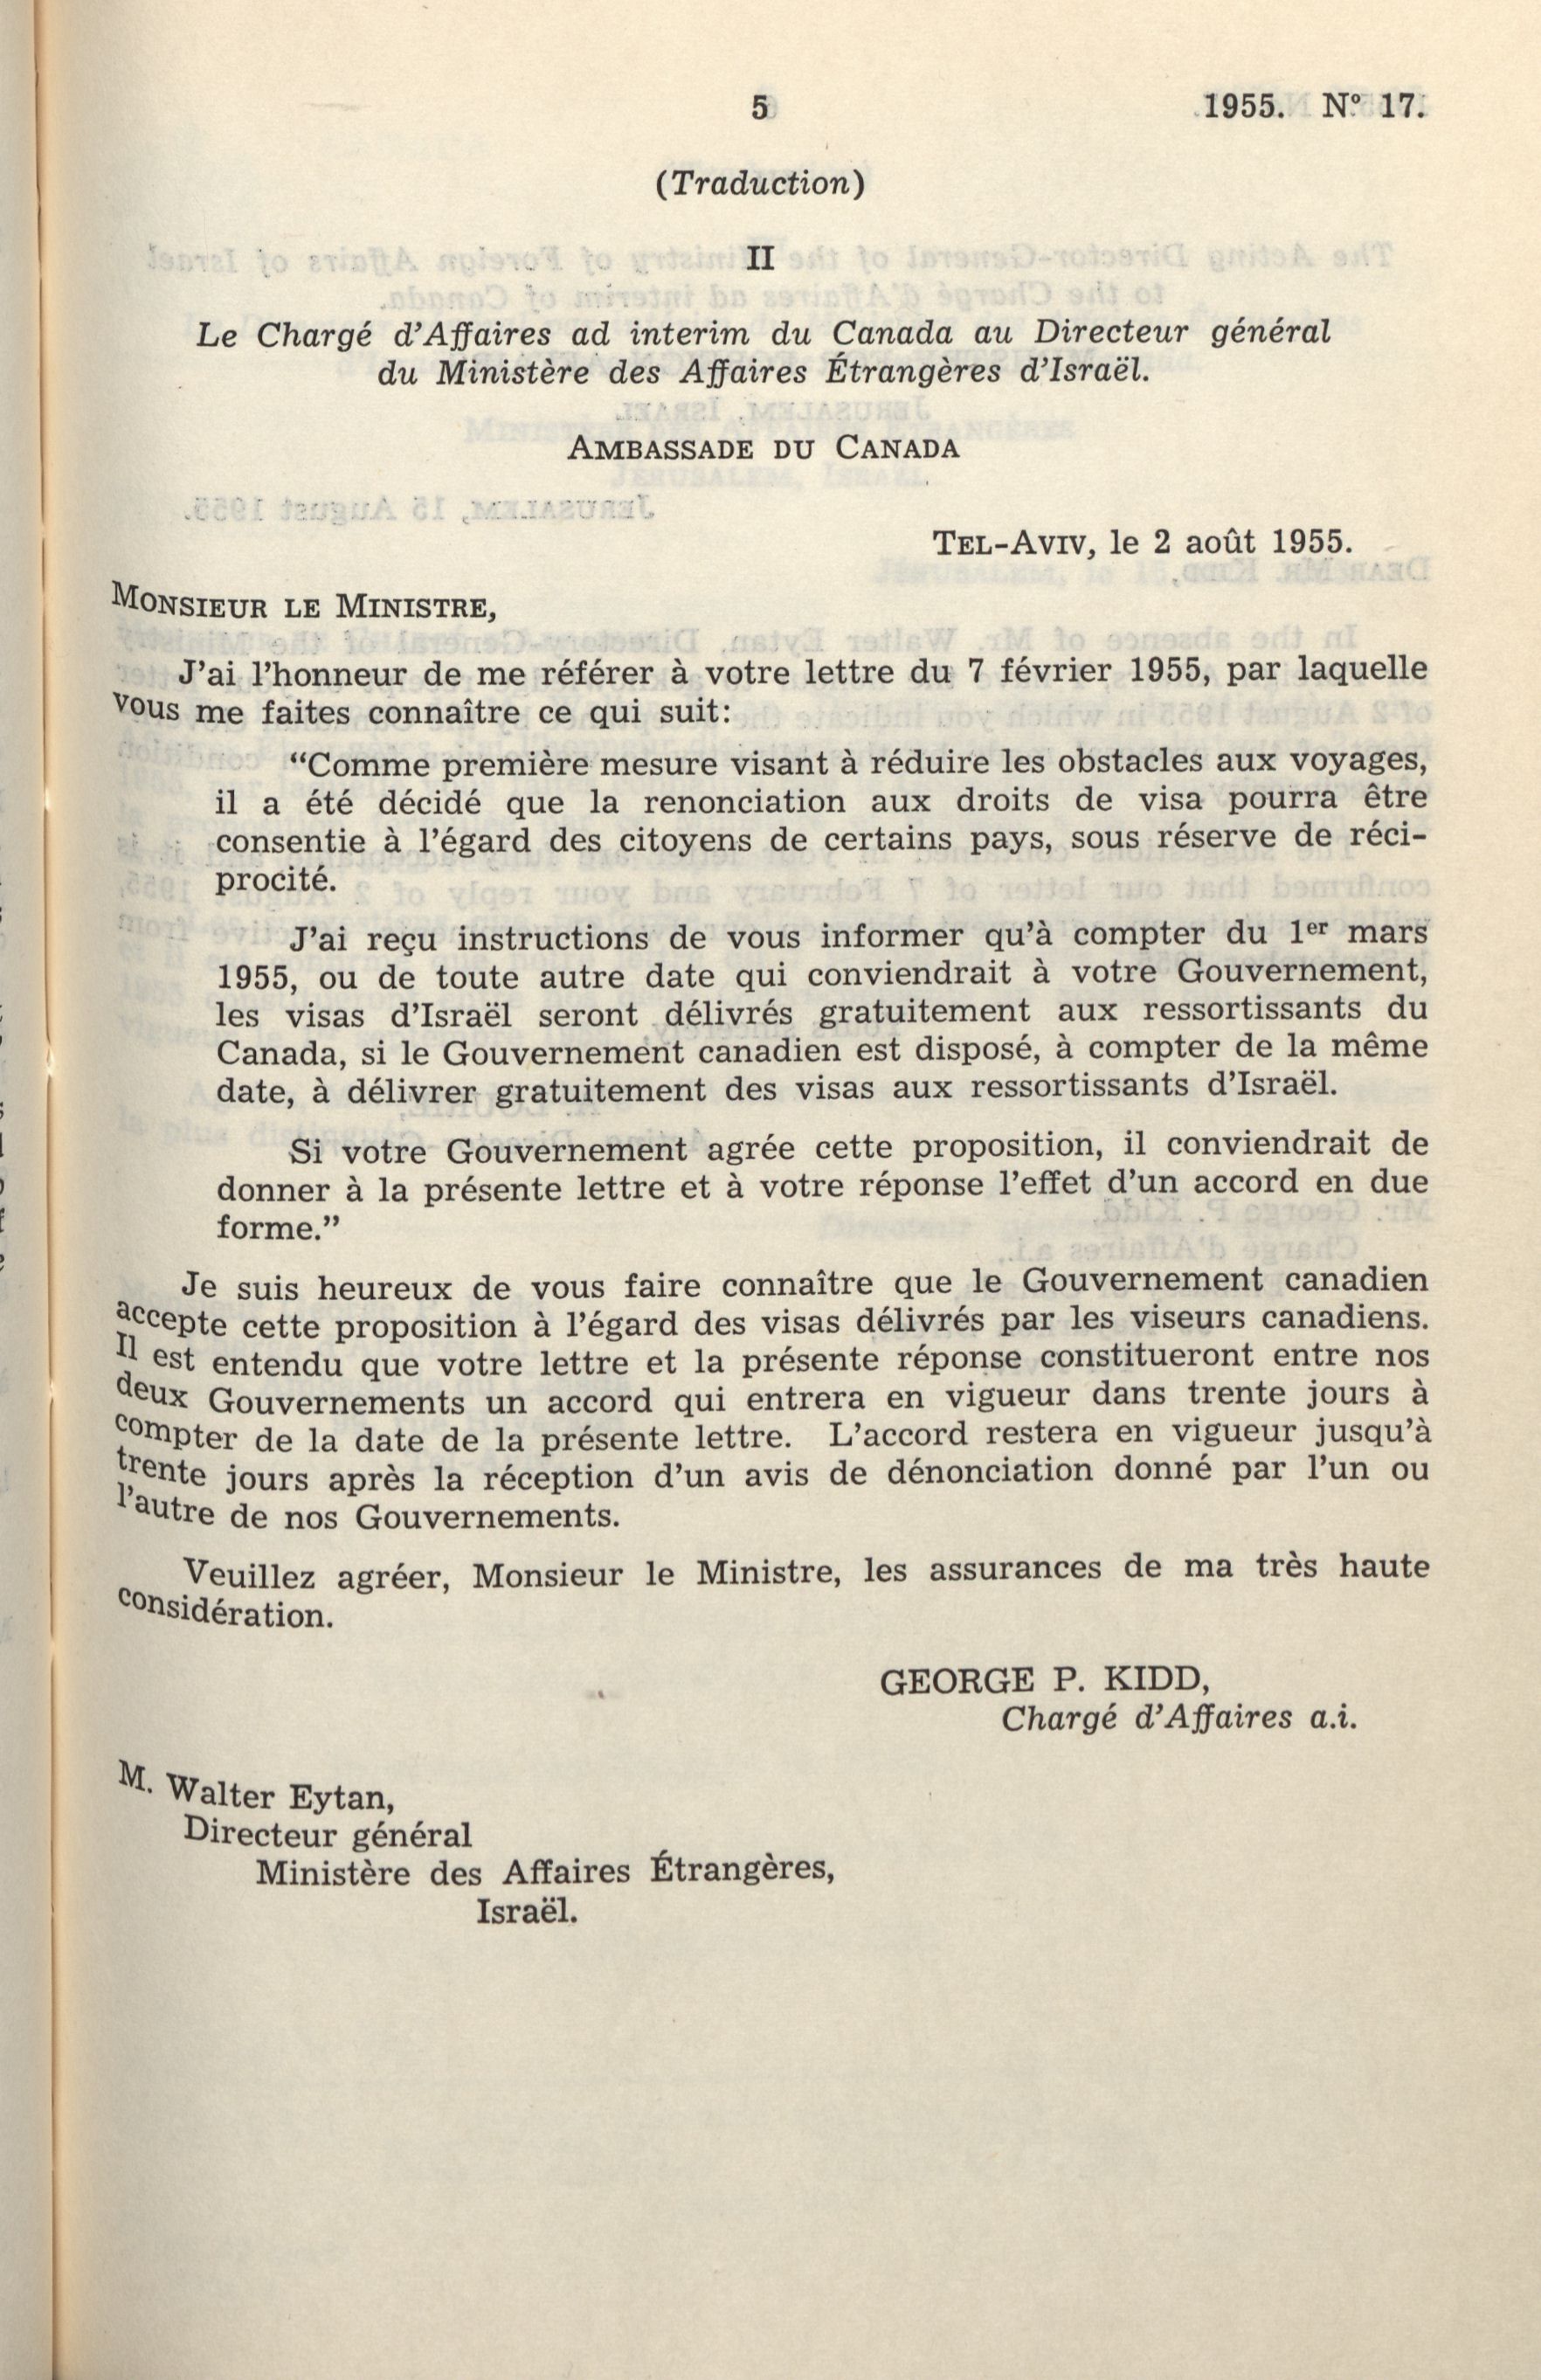 5
1955. Nº 17.
(Traduction)
II
Le Chargé d'Affaires ad interim du Canada au Directeur général
du Ministère des Affaires Étrangères d'Israël.
AMBASSADE DU CANADA
TEL-AVIV, le 2 août 1955.
MONSIEUR LE MINISTRE,
J'ai l'honneur de me référer à votre lettre du 7 février 1955, par laquelle
vous me faites connaître ce qui suit:
“Comme première mesure visant à réduire les obstacles aux voyages,
il a été décidé que la renonciation aux droits de visa pourra être
consentie à l'égard des citoyens de certains pays, sous réserve de réci-
procité.
J'ai reçu instructions de vous informer qu'à compter du 1er mars
1955, ou de toute autre date qui conviendrait à votre Gouvernement,
les visas d'Israël seront délivrés gratuitement aux ressortissants du
Canada, si le Gouvernement canadien est disposé, à compter de la même
date, à délivrer gratuitement des visas aux ressortissants d'Israël.
Si votre Gouvernement agrée cette proposition, il conviendrait de
donner à la présente lettre et à votre réponse l'effet d'un accord en due
forme.”
Je suis heureux de vous faire connaître que le Gouvernement canadien
accepte cette proposition à l'égard des visas délivrés par les viseurs canadiens.
Il est entendu que votre lettre et la présente réponse constitueront entre nos
deux Gouvernements un accord qui entrera en vigueur dans trente jours à
compter de la date de la présente lettre. L'accord restera en vigueur jusqu'à
trente jours après la réception d'un avis de dénonciation donné par l'un ou
l'autre de nos Gouvernements.
Veuillez agréer, Monsieur le Ministre, les assurances de ma très haute
considération.
GEORGE P. KIDD,
Chargé d'Affaires a.i.
M. Walter Eytan,
Directeur général
Ministère des Affaires Étrangères,
Israël.